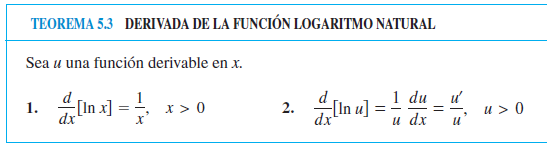 TEOREMA 5.3 DERIVADA DE LA FUNCIÓN LOGARITMO NATURAL
Sea u una función derivable en x.
1. d/dx [ln x] = 1/x, x > 0 2. d/dx [ln u] = 1/u du/dx = u′/u, u > 0